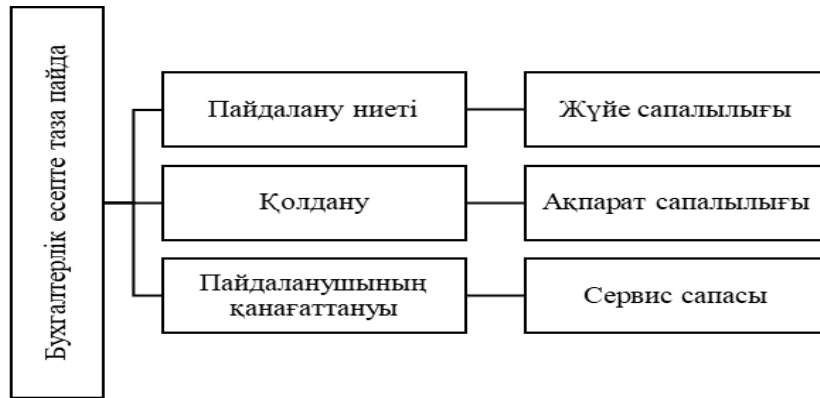 Бухгалтерлік есепте таза пайда
Пайдалану ниеті
Жүйе сапалылығы
Қолдану
Ақпарат сапалылығы
Пайдаланушының
қанағаттануы
Сервис сапасы